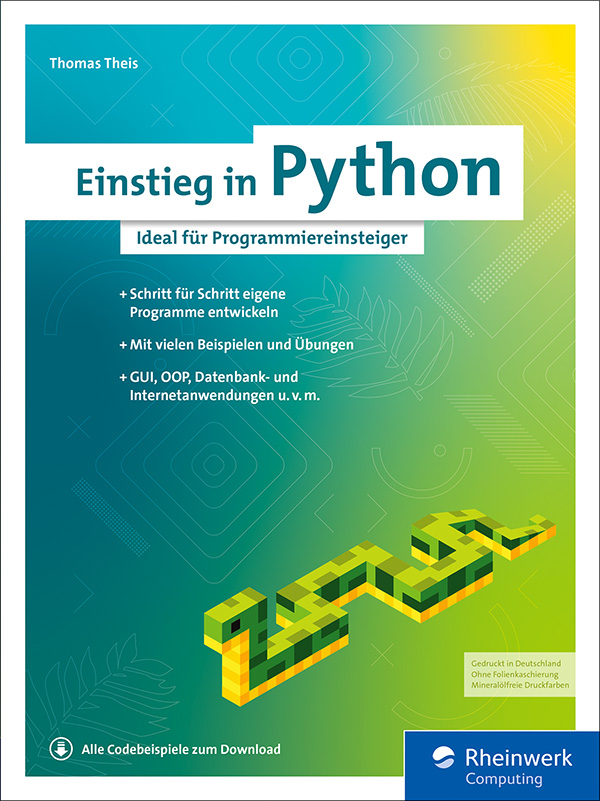 Thomas Theis
Einstieg in Python
Ideal für Programmiereinsteiger
+ Schritt für Schritt eigene
Programme entwickeln
+ Mit vielen Beispielen und Übungen
+ GUI, OOP, Datenbank- und
Internetanwendungen u. v. m.
Gedruckt in Deutschland
Ohne Folienkaschierung
Mineralölfreie Druckfarben
Alle Codebeispiele zum Download
Rheinwerk
Computing